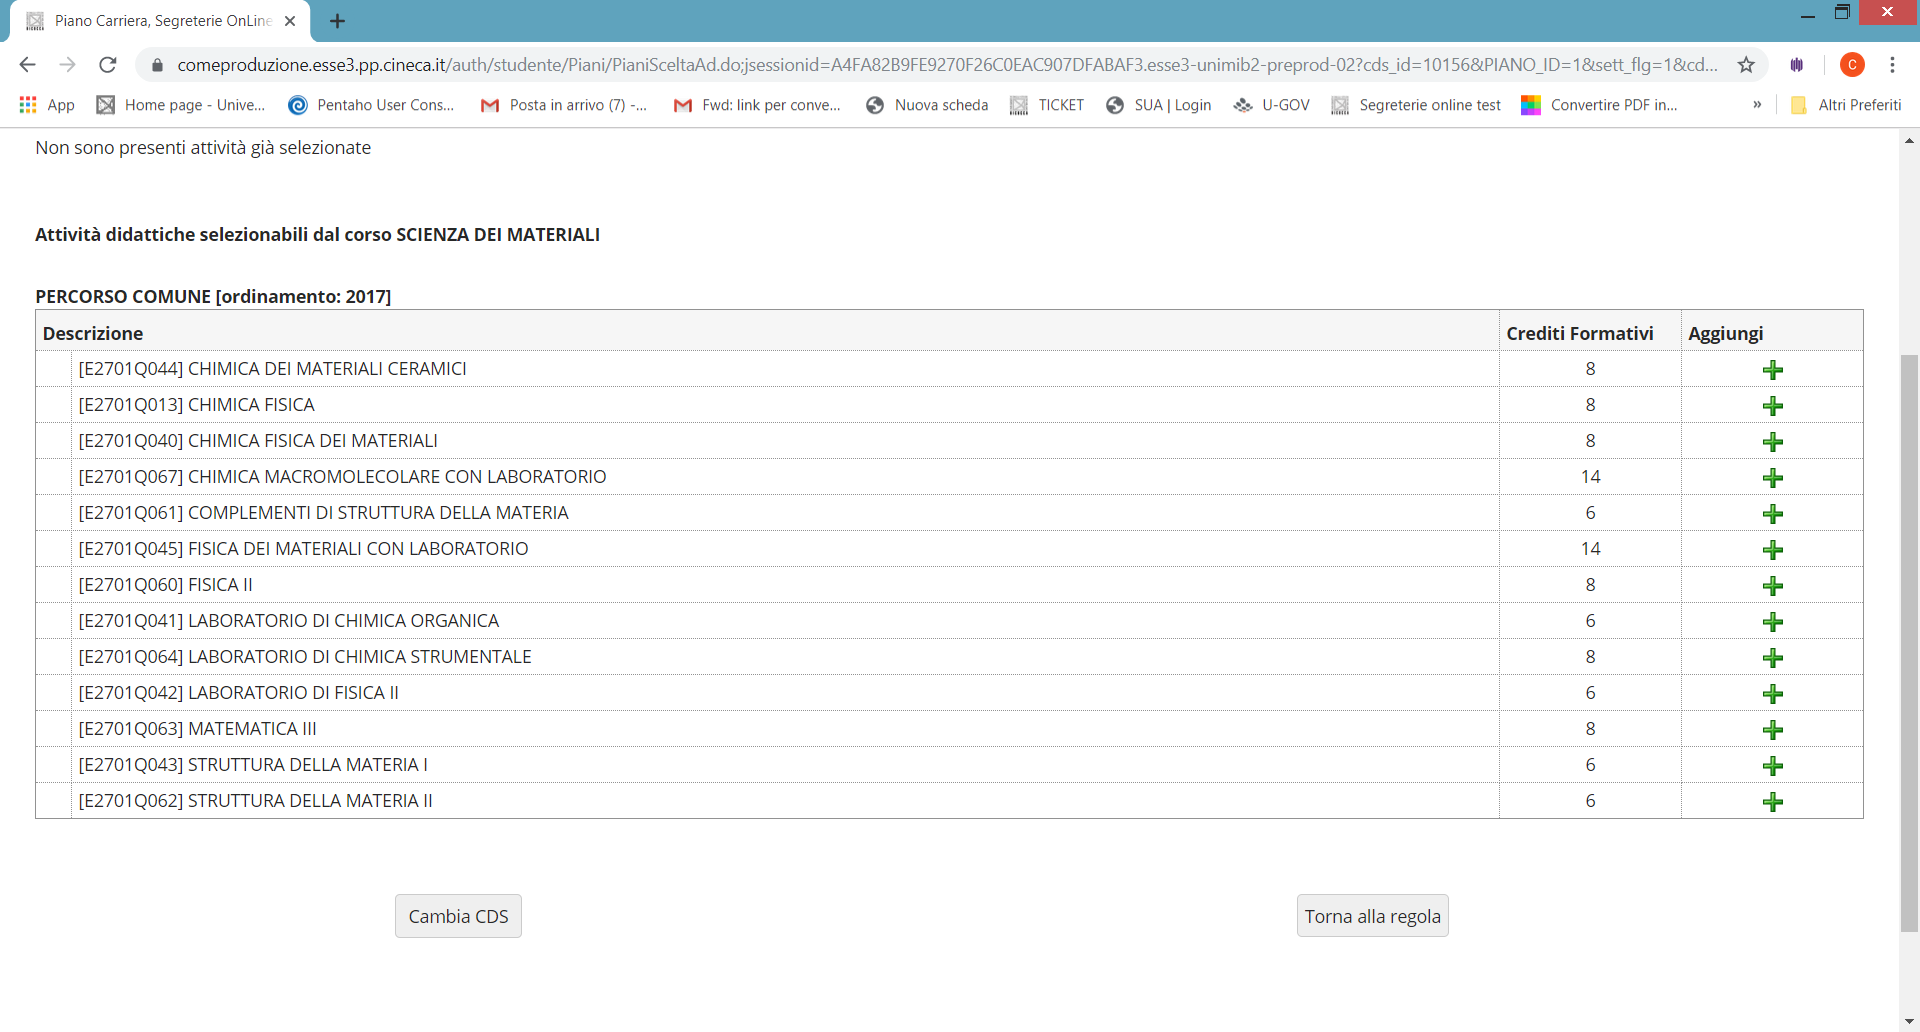 Piano Carriera, Segreterie OnLine
comeproduzione.esse3.pp.cineca.it/auth/studente/Piani/PianiSceltaAd.do;jsessionid=A4FA82B9FE9270F26C0EAC907DFABAF3.esse3-unimib2-preprod-02?cds_id=10156&PIANO_ID=1&sett_flg=1&cd... C
App Home page - Unive... Pentaho User Cons... Posta in arrivo (7) -... Fwd: link per conve... Nuova scheda TICKET SUA | Login U-GOV Segreterie online test Convertire PDF in... » Altri Preferiti
Non sono presenti attività già selezionate
Attività didattiche selezionabili dal corso SCIENZA DEI MATERIALI
PERCORSO COMUNE [ordinamento: 2017]
Descrizione Crediti Formativi Aggiungi
[E2701Q044] CHIMICA DEI MATERIALI CERAMICI 8
[E2701Q013] CHIMICA FISICA 8
[E2701Q040] CHIMICA FISICA DEI MATERIALI 8
[E2701Q067] CHIMICA MACROMOLECOLARE CON LABORATORIO 14
[E2701Q061] COMPLEMENTI DI STRUTTURA DELLA MATERIA 6
[E2701Q045] FISICA DEI MATERIALI CON LABORATORIO 14
[E2701Q060] FISICA II 8
[E2701Q041] LABORATORIO DI CHIMICA ORGANICA 6
[E2701Q064] LABORATORIO DI CHIMICA STRUMENTALE 8
[E2701Q042] LABORATORIO DI FISICA II 6
[E2701Q063] MATEMATICA III 8
[E2701Q043] STRUTTURA DELLA MATERIA I 6
[E2701Q062] STRUTTURA DELLA MATERIA II 6
Cambia CDS Torna alla regola